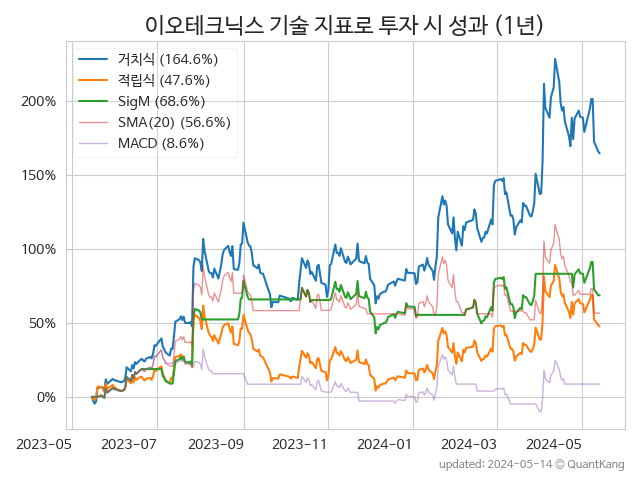 이오테크닉스 기술 지표로 투자 시 성과 (1년)
거치식 (164.6%)
적립식 (47.6%)
SigM (68.6%)
SMA(20) (56.6%)
MACD (8.6%)
200%
150%
100%
50%
0%
2023-05 2023-07 2023-09 2023-11 2024-01 2024-03 2024-05
updated: 2024-05-14 © QuantKang